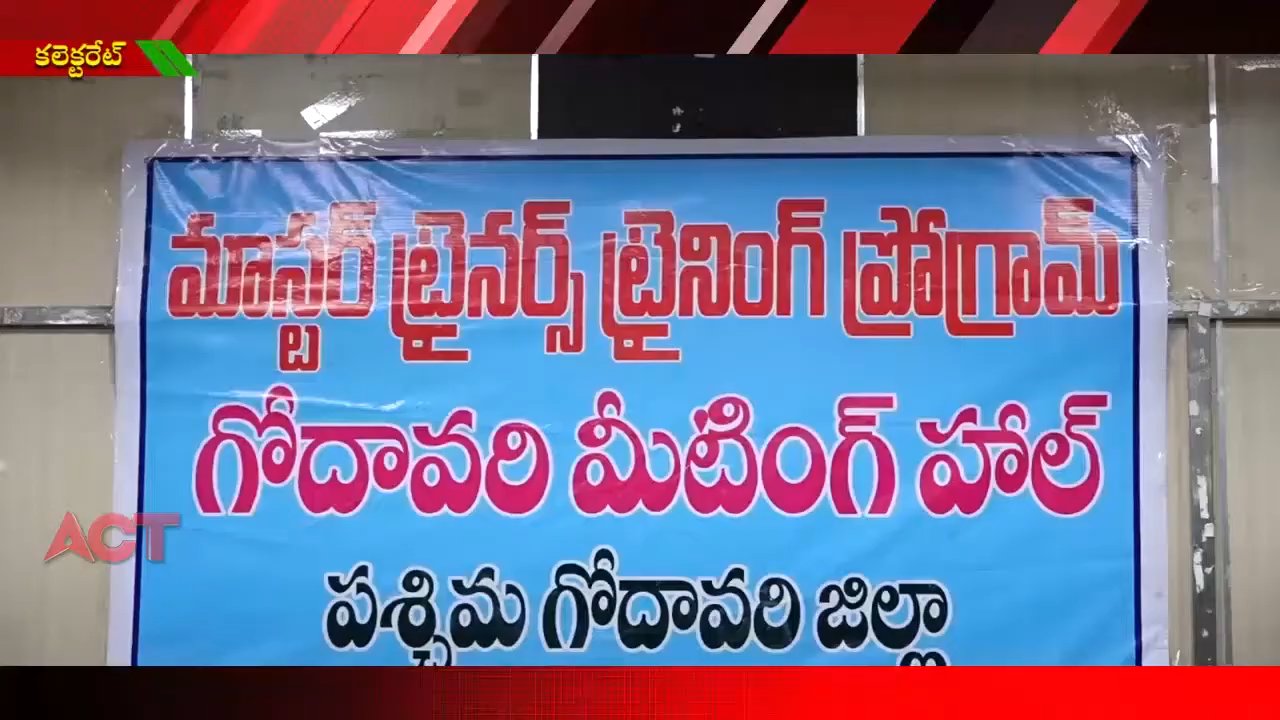 కలెక్టరేట్
మాస్టర్ ట్రైనర్స్ ట్రైనింగ్ ప్రోగ్రామ్
గోదావరి మీటింగ్ హాల్
ACT
పశ్చిమ గోదావరి జిల్లా